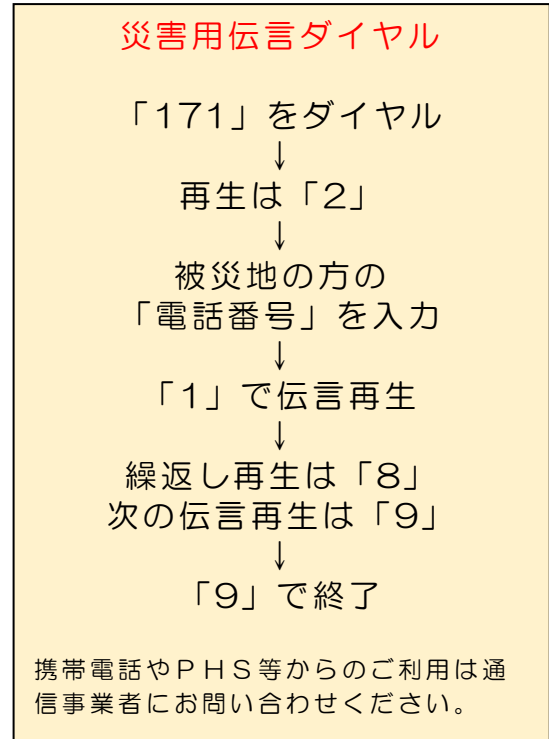 災害用伝言ダイヤル
「171」をダイヤル
↓
再生は「2」
↓
被災地の方の
「電話番号」を入力
↓
「1」で伝言再生
↓
繰返し再生は「8」
次の伝言再生は「9」
↓
「9」で終了
携帯電話やＰＨＳ等からのご利用は通
信事業者にお問い合わせください。